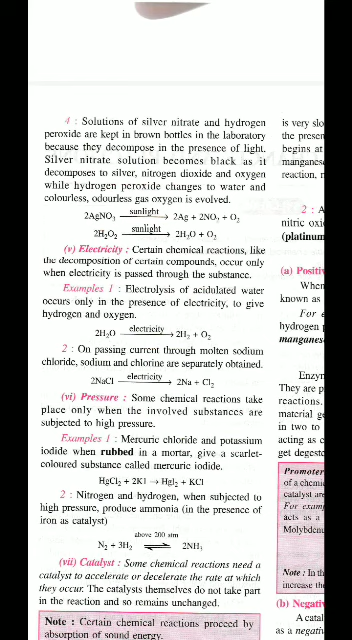 4 : Solutions of silver nitrate and hydrogen
peroxide are kept in brown bottles in the laboratory
because they decompose in the presence of light.
Silver nitrate solution becomes black as it
decomposes to silver, nitrogen dioxide and oxygen
while hydrogen peroxide changes to water and
colourless, odourless gas oxygen is evolved.
2AgNO₃ —sunlight→ 2Ag + 2NO₂ + O₂
2H₂O₂ —sunlight→ 2H₂O + O₂
(v) Electricity : Certain chemical reactions, like
the decomposition of certain compounds, occur only
when electricity is passed through the substance.
Examples 1 : Electrolysis of acidulated water
occurs only in the presence of electricity, to give
hydrogen and oxygen.
2H₂O —electricity→ 2H₂ + O₂
2 : On passing current through molten sodium
chloride, sodium and chlorine are separately obtained.
2NaCl —electricity→ 2Na + Cl₂
(vi) Pressure : Some chemical reactions take
place only when the involved substances are
subjected to high pressure.
Examples 1 : Mercuric chloride and potassium
iodide when rubbed in a mortar, give a scarlet-
coloured substance called mercuric iodide.
HgCl₂ + 2KI → HgI₂ + KCl
2 : Nitrogen and hydrogen, when subjected to
high pressure, produce ammonia (in the presence of
iron as catalyst)
above 200 atm
N₂ + 3H₂ ⇌ 2NH₃
(vii) Catalyst : Some chemical reactions need a
catalyst to accelerate or decelerate the rate at which
they occur. The catalysts themselves do not take part
in the reaction and so remains unchanged.
Note : Certain chemical reactions proceed by
absorption of sound energy.
is very slo
the presen
begins at
manganese
reaction, n
2 : A
nitric oxi
(platinum
(a) Positiv
When
known as
For e
hydrogen p
manganes
Enzym
They are p
reactions.
material ge
in two to
acting as c
get degeste
Promoter
of a chemic
catalyst are
For examp
acts as a
Molybdenu
Note : In th
increase the
(b) Negativ
A catal
as a negativ